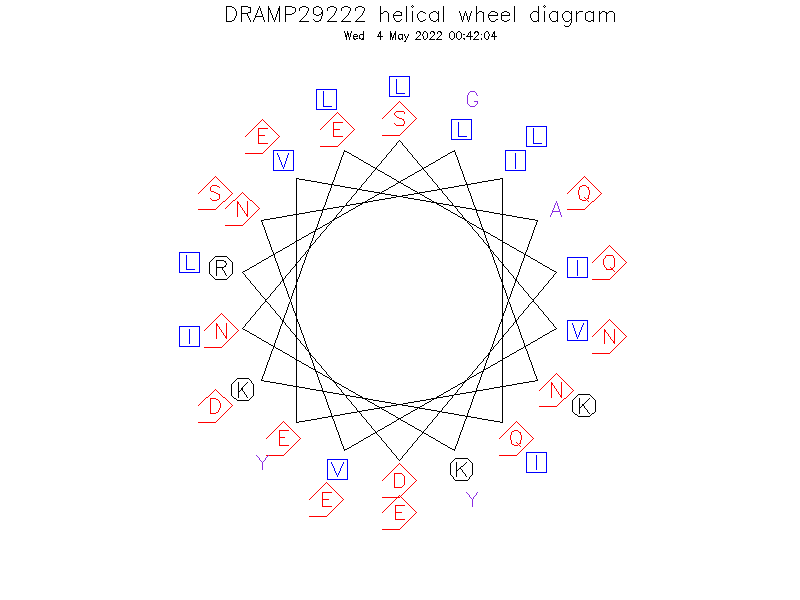 DRAMP29222 helical wheel diagram
Wed 4 May 2022 00:42:04
L
L G
S
E L L
E
V I
S Q
N A
L R I Q
I N V N
K N
D K
E Q
Y I
V K
D
E Y
E